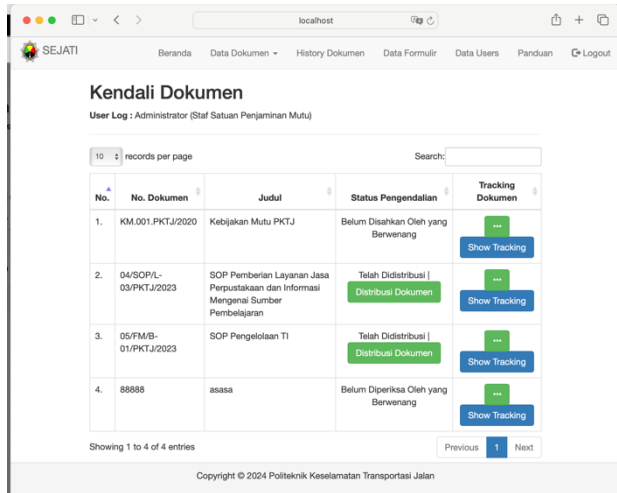 localhost
SEJATI Beranda Data Dokumen History Dokumen Data Formulir Data Users Panduan Logout
Kendali Dokumen
User Log : Administrator (Staf Satuan Penjaminan Mutu)
10 records per page Search:
No. No. Dokumen Judul Status Pengendalian Tracking Dokumen
1. KM.001.PKTJ/2020 Kebijakan Mutu PKTJ Belum Disahkan Oleh yang
Berwenang
Show Tracking
2. 04/SOP/L- SOP Pemberian Layanan Jasa Telah Didistribusi |
03/PKTJ/2023 Perpustakaan dan Informasi Distribusi Dokumen Show Tracking
Mengenai Sumber
Pembelajaran
3. 05/FM/B- SOP Pengelolaan TI Telah Didistribusi |
01/PKTJ/2023 Distribusi Dokumen Show Tracking
4. 88888 asasa Belum Diperiksa Oleh yang
Berwenang
Show Tracking
Showing 1 to 4 of 4 entries Previous 1 Next
Copyright © 2024 Politeknik Keselamatan Transportasi Jalan